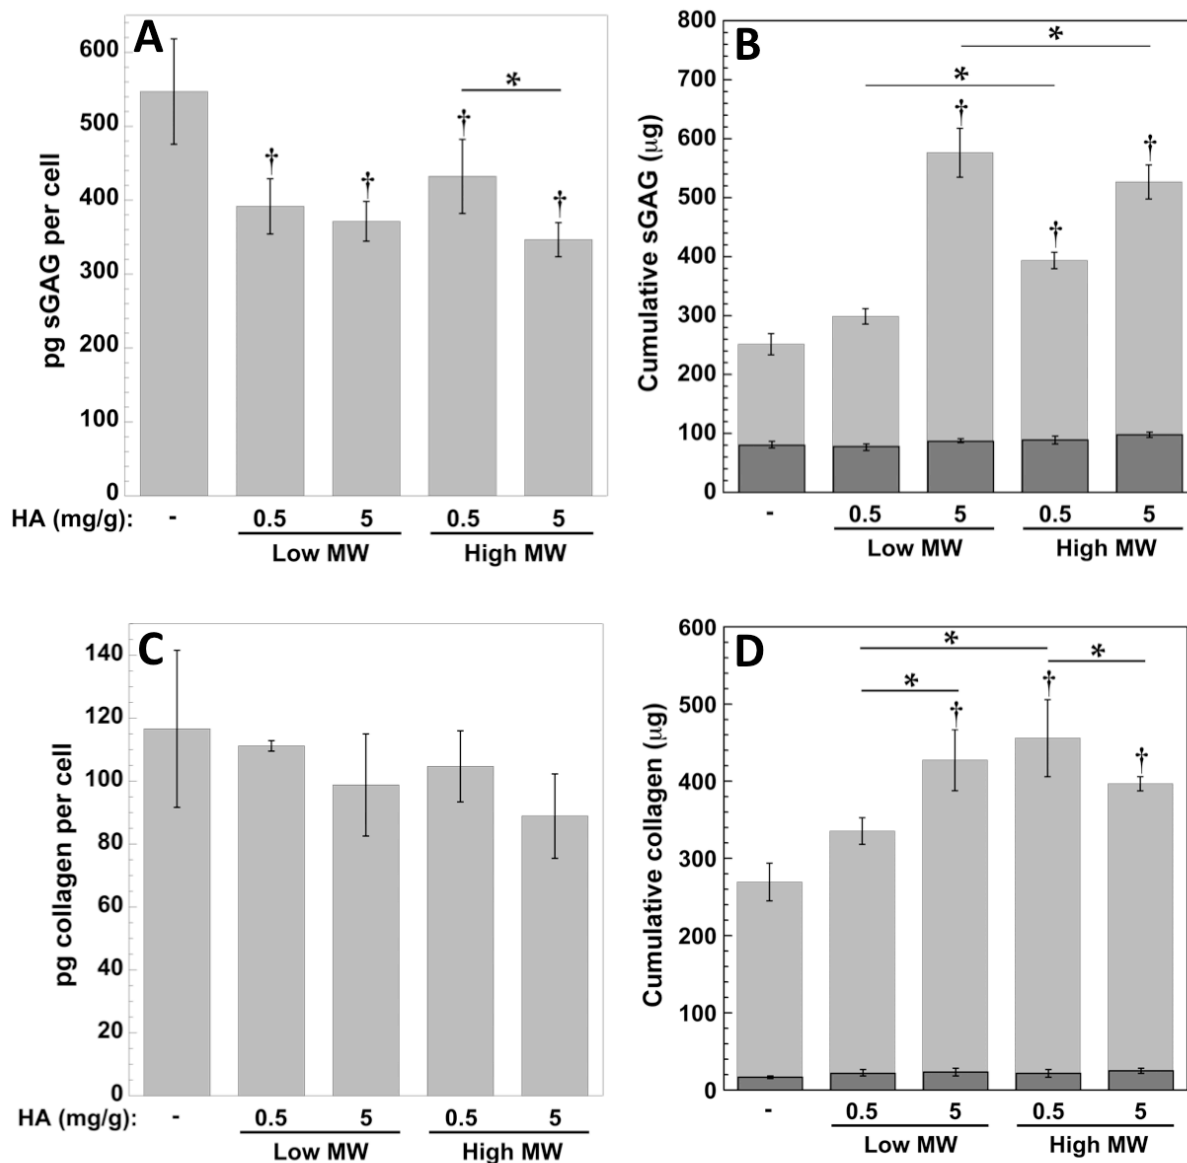 A
pg sGAG per cell
600
500
400
300
200
100
0
†
†
†
†
*
HA (mg/g): - 0.5 5 0.5 5
Low MW High MW
B
Cumulative sGAG (µg)
800
700
600
500
400
300
200
100
0
*
*
†
†
†
- 0.5 5 0.5 5
Low MW High MW
C
pg collagen per cell
140
120
100
80
60
40
20
0
HA (mg/g): - 0.5 5 0.5 5
Low MW High MW
D
Cumulative collagen (µg)
600
500
400
300
200
100
0
*
*
*
†
†
†
- 0.5 5 0.5 5
Low MW High MW